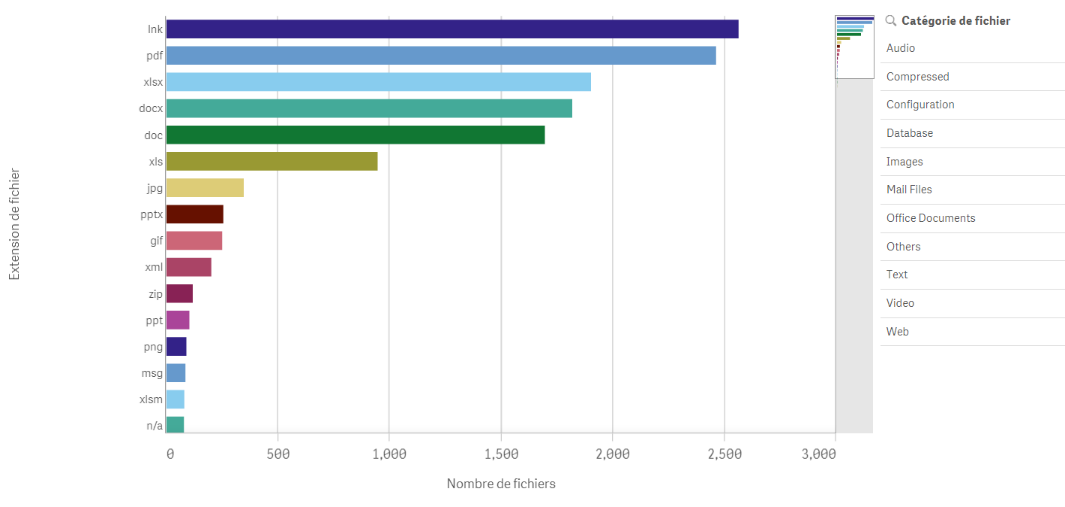 Extension de fichier
lnk
pdf
xlsx
docx
doc
xls
jpg
pptx
gif
xml
zip
ppt
png
msg
xlsm
n/a
0 500 1,000 1,500 2,000 2,500 3,000
Nombre de fichiers
Catégorie de fichier
Audio
Compressed
Configuration
Database
Images
Mail Files
Office Documents
Others
Text
Video
Web